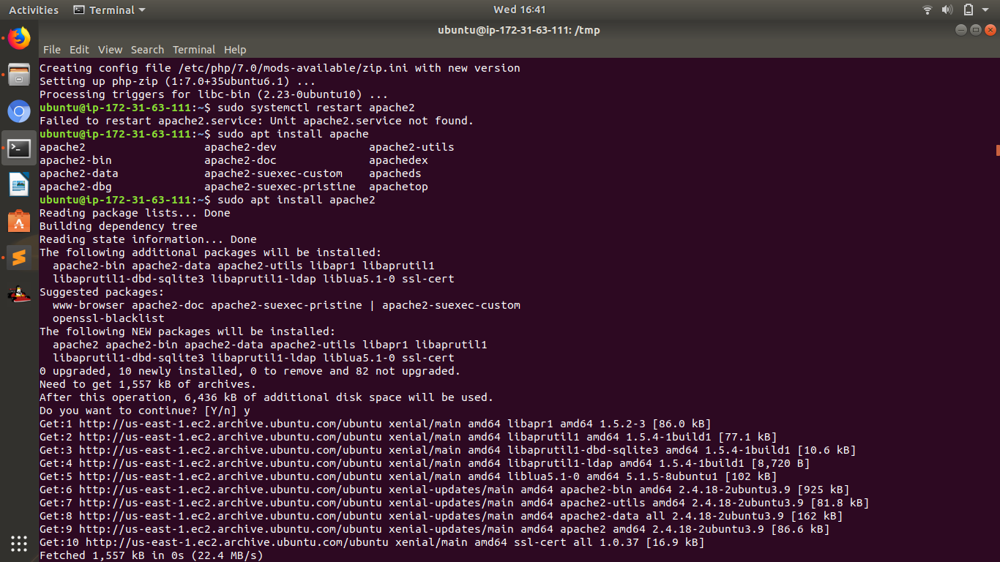 Activities Terminal Wed 16:41
ubuntu@ip-172-31-63-111: /tmp
File Edit View Search Terminal Help
Creating config file /etc/php/7.0/mods-available/zip.ini with new version
Setting up php-zip (1:7.0+35ubuntu6.1) ...
Processing triggers for libc-bin (2.23-0ubuntu10) ...
ubuntu@ip-172-31-63-111:~$ sudo systemctl restart apache2
Failed to restart apache2.service: Unit apache2.service not found.
ubuntu@ip-172-31-63-111:~$ sudo apt install apache
apache2 apache2-dev apache2-utils
apache2-bin apache2-doc apachedex
apache2-data apache2-suexec-custom apacheds
apache2-dbg apache2-suexec-pristine apachetop
ubuntu@ip-172-31-63-111:~$ sudo apt install apache2
Reading package lists... Done
Building dependency tree
Reading state information... Done
The following additional packages will be installed:
apache2-bin apache2-data apache2-utils libapr1 libaprutil1
libaprutil1-dbd-sqlite3 libaprutil1-ldap liblua5.1-0 ssl-cert
Suggested packages:
www-browser apache2-doc apache2-suexec-pristine | apache2-suexec-custom
openssl-blacklist
The following NEW packages will be installed:
apache2 apache2-bin apache2-data apache2-utils libapr1 libaprutil1
libaprutil1-dbd-sqlite3 libaprutil1-ldap liblua5.1-0 ssl-cert
0 upgraded, 10 newly installed, 0 to remove and 82 not upgraded.
Need to get 1,557 kB of archives.
After this operation, 6,436 kB of additional disk space will be used.
Do you want to continue? [Y/n] y
Get:1 http://us-east-1.ec2.archive.ubuntu.com/ubuntu xenial/main amd64 libapr1 amd64 1.5.2-3 [86.0 kB]
Get:2 http://us-east-1.ec2.archive.ubuntu.com/ubuntu xenial/main amd64 libaprutil1 amd64 1.5.4-1build1 [77.1 kB]
Get:3 http://us-east-1.ec2.archive.ubuntu.com/ubuntu xenial/main amd64 libaprutil1-dbd-sqlite3 amd64 1.5.4-1build1 [10.6 kB]
Get:4 http://us-east-1.ec2.archive.ubuntu.com/ubuntu xenial/main amd64 libaprutil1-ldap amd64 1.5.4-1build1 [8,720 B]
Get:5 http://us-east-1.ec2.archive.ubuntu.com/ubuntu xenial/main amd64 liblua5.1-0 amd64 5.1.5-8ubuntu1 [102 kB]
Get:6 http://us-east-1.ec2.archive.ubuntu.com/ubuntu xenial-updates/main amd64 apache2-bin amd64 2.4.18-2ubuntu3.9 [925 kB]
Get:7 http://us-east-1.ec2.archive.ubuntu.com/ubuntu xenial-updates/main amd64 apache2-utils amd64 2.4.18-2ubuntu3.9 [81.8 kB]
Get:8 http://us-east-1.ec2.archive.ubuntu.com/ubuntu xenial-updates/main amd64 apache2-data all 2.4.18-2ubuntu3.9 [162 kB]
Get:9 http://us-east-1.ec2.archive.ubuntu.com/ubuntu xenial-updates/main amd64 apache2 amd64 2.4.18-2ubuntu3.9 [86.6 kB]
Get:10 http://us-east-1.ec2.archive.ubuntu.com/ubuntu xenial/main amd64 ssl-cert all 1.0.37 [16.9 kB]
Fetched 1,557 kB in 0s (22.4 MB/s)